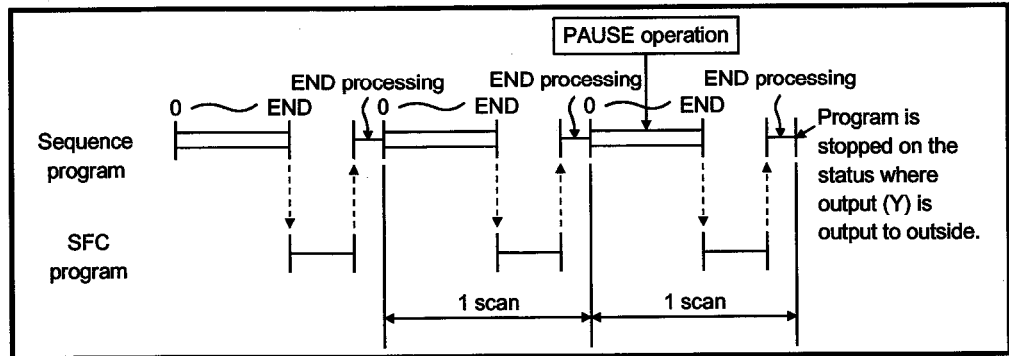 PAUSE operation
END processing END processing END processing
0 END 0 END 0 END
Sequence
program
Program is
stopped on the
status where
output (Y) is
output to outside.
SFC
program
1 scan 1 scan